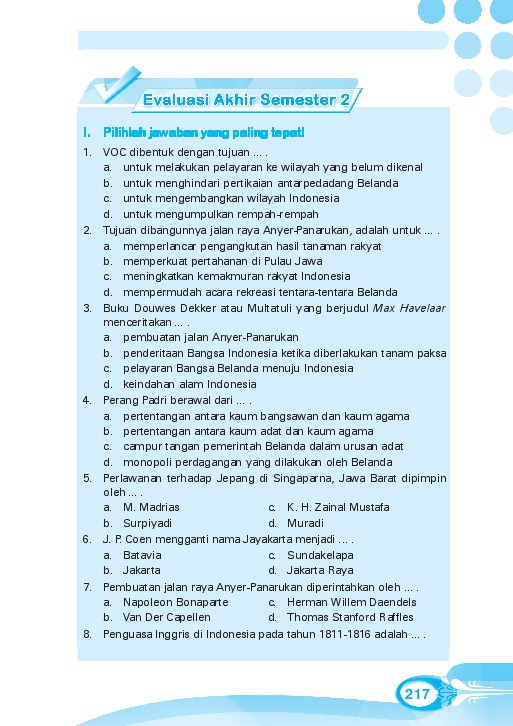 Evaluasi Akhir Semester 2
I. Pilihlah jawaban yang paling tepat!
1. VOC dibentuk dengan tujuan ... .
a. untuk melakukan pelayaran ke wilayah yang belum dikenal
b. untuk menghindari pertikaian antarpedadang Belanda
c. untuk mengembangkan wilayah Indonesia
d. untuk mengumpulkan rempah-rempah
2. Tujuan dibangunnya jalan raya Anyer-Panarukan, adalah untuk ... .
a. memperlancar pengangkutan hasil tanaman rakyat
b. memperkuat pertahanan di Pulau Jawa
c. meningkatkan kemakmuran rakyat Indonesia
d. mempermudah acara rekreasi tentara-tentara Belanda
3. Buku Douwes Dekker atau Multatuli yang berjudul Max Havelaar
menceritakan ... .
a. pembuatan jalan Anyer-Panarukan
b. penderitaan Bangsa Indonesia ketika diberlakukan tanam paksa
c. pelayaran Bangsa Belanda menuju Indonesia
d. keindahan alam Indonesia
4. Perang Padri berawal dari ... .
a. pertentangan antara kaum bangsawan dan kaum agama
b. pertentangan antara kaum adat dan kaum agama
c. campur tangan pemerintah Belanda dalam urusan adat
d. monopoli perdagangan yang dilakukan oleh Belanda
5. Perlawanan terhadap Jepang di Singaparna, Jawa Barat dipimpin
oleh ... .
a. M. Madrias c. K. H. Zainal Mustafa
b. Surpiyadi d. Muradi
6. J. P. Coen mengganti nama Jayakarta menjadi ... .
a. Batavia c. Sundakelapa
b. Jakarta d. Jakarta Raya
7. Pembuatan jalan raya Anyer-Panarukan diperintahkan oleh ... .
a. Napoleon Bonaparte c. Herman Willem Daendels
b. Van Der Capellen d. Thomas Stanford Raffles
8. Penguasa Inggris di Indonesia pada tahun 1811-1816 adalah ... .
217